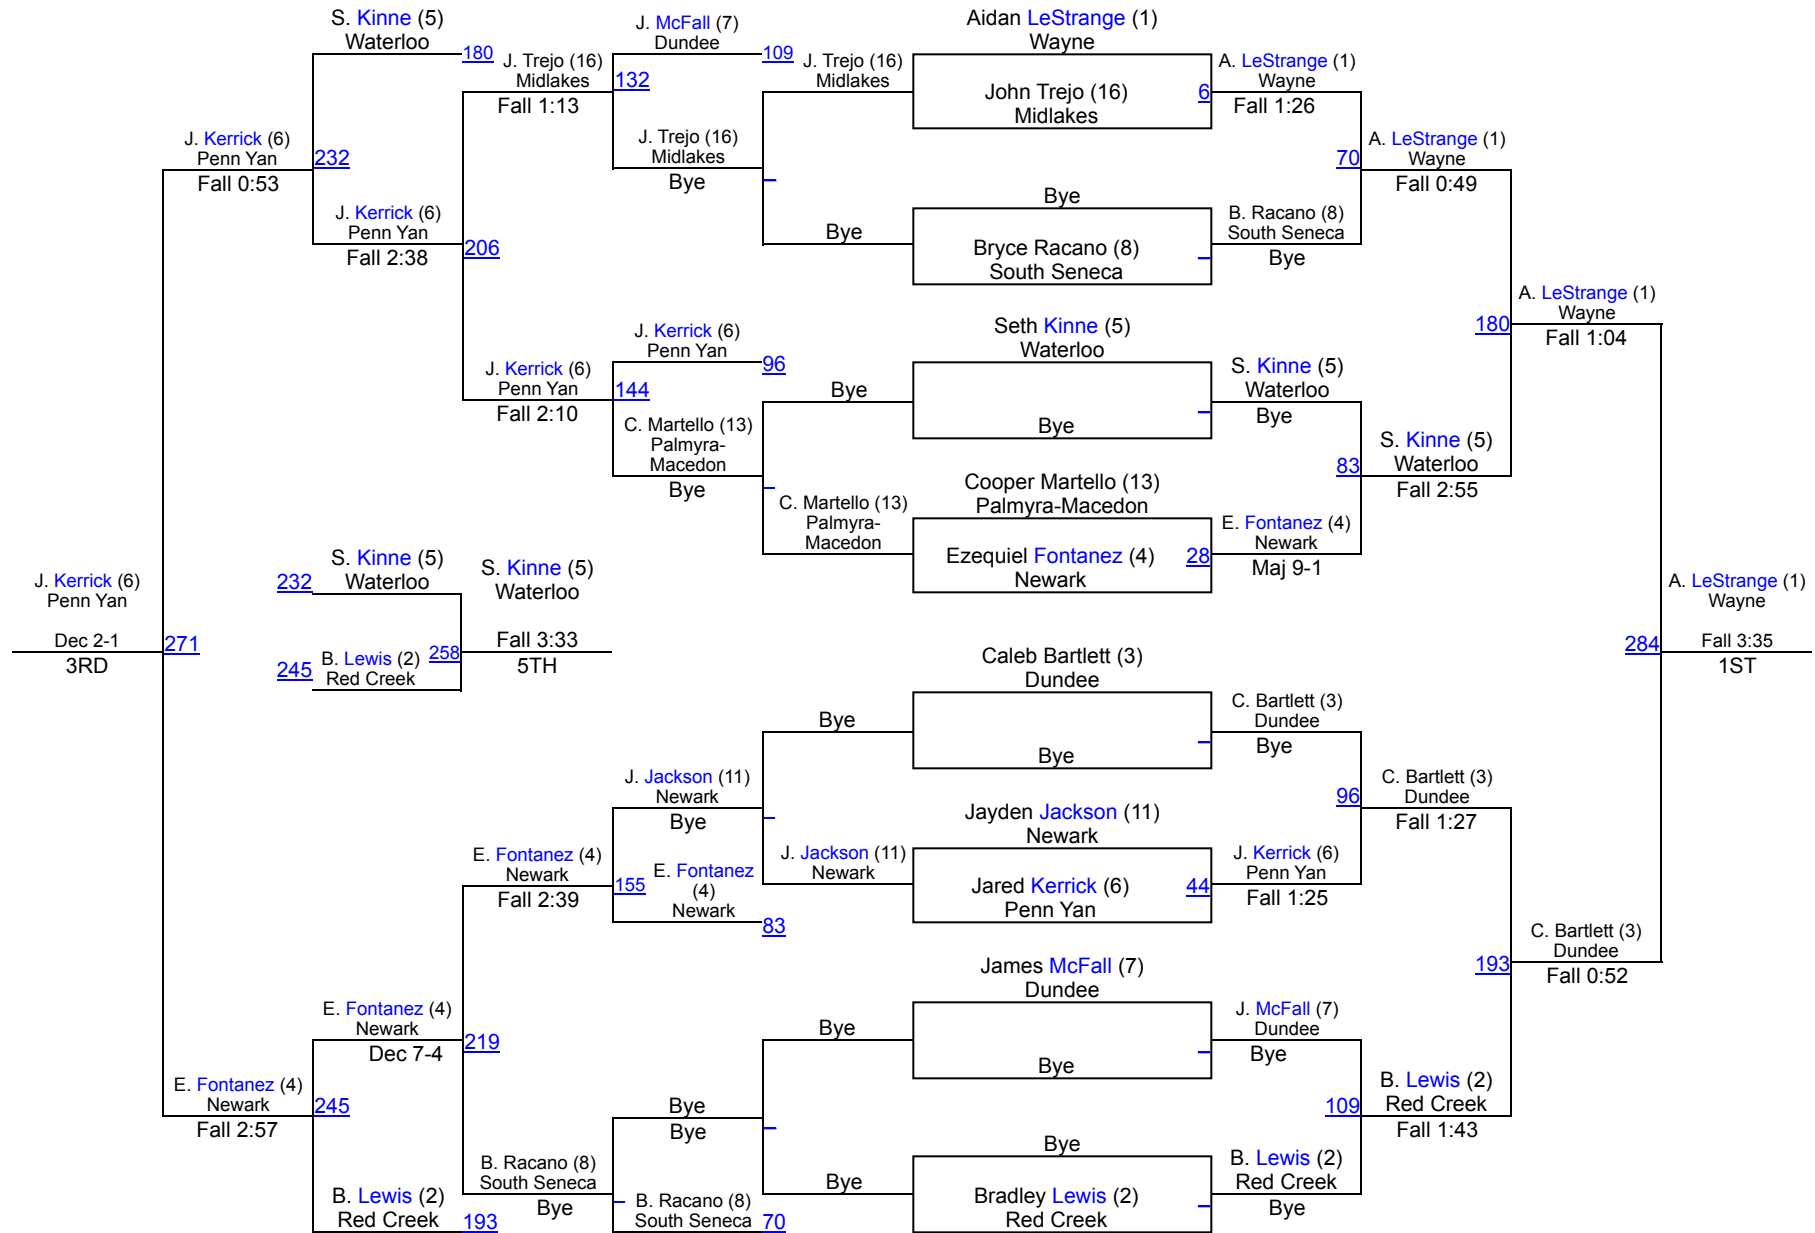 S. Kinne (5)
Waterloo
180
J. McFall (7)
Dundee
109
Aidan LeStrange (1)
Wayne
J. Trejo (16)
Midlakes
132
Fall 1:13
J. Trejo (16)
Midlakes
John Trejo (16)
Midlakes
6
A. LeStrange (1)
Wayne
Fall 1:26
J. Kerrick (6)
Penn Yan
232
Fall 0:53
J. Trejo (16)
Midlakes
Bye
A. LeStrange (1)
Wayne
70
Fall 0:49
J. Kerrick (6)
Penn Yan
206
Fall 2:38
Bye
Bye
Bryce Racano (8)
South Seneca
B. Racano (8)
South Seneca
Bye
A. LeStrange (1)
Wayne
180
Fall 1:04
J. Kerrick (6)
Penn Yan
96
Seth Kinne (5)
Waterloo
J. Kerrick (6)
Penn Yan
144
Fall 2:10
Bye
Bye
S. Kinne (5)
Waterloo
Bye
C. Martello (13)
Palmyra-
Macedon
Bye
S. Kinne (5)
Waterloo
83
Fall 2:55
Cooper Martello (13)
Palmyra-Macedon
C. Martello (13)
Palmyra-
Macedon
Ezequiel Fontanez (4)
Newark
28
E. Fontanez (4)
Newark
Maj 9-1
J. Kerrick (6)
Penn Yan
Dec 2-1
3RD
271
232
S. Kinne (5)
Waterloo
S. Kinne (5)
Waterloo
245
B. Lewis (2)
Red Creek
258
Fall 3:33
5TH
A. LeStrange (1)
Wayne
284
Fall 3:35
1ST
Caleb Bartlett (3)
Dundee
Bye
Bye
C. Bartlett (3)
Dundee
Bye
J. Jackson (11)
Newark
Bye
C. Bartlett (3)
Dundee
96
Fall 1:27
Jayden Jackson (11)
Newark
E. Fontanez (4)
Newark
155
Fall 2:39
E. Fontanez
(4)
Newark
83
J. Jackson (11)
Newark
Jared Kerrick (6)
Penn Yan
44
J. Kerrick (6)
Penn Yan
Fall 1:25
C. Bartlett (3)
Dundee
193
Fall 0:52
James McFall (7)
Dundee
E. Fontanez (4)
Newark
219
Dec 7-4
Bye
Bye
J. McFall (7)
Dundee
Bye
E. Fontanez (4)
Newark
245
Fall 2:57
Bye
Bye
B. Lewis (2)
Red Creek
109
Fall 1:43
Bye
B. Racano (8)
South Seneca
Bye
Bye
Bradley Lewis (2)
Red Creek
B. Lewis (2)
Red Creek
Bye
B. Lewis (2)
Red Creek
193
B. Racano (8)
South Seneca
70